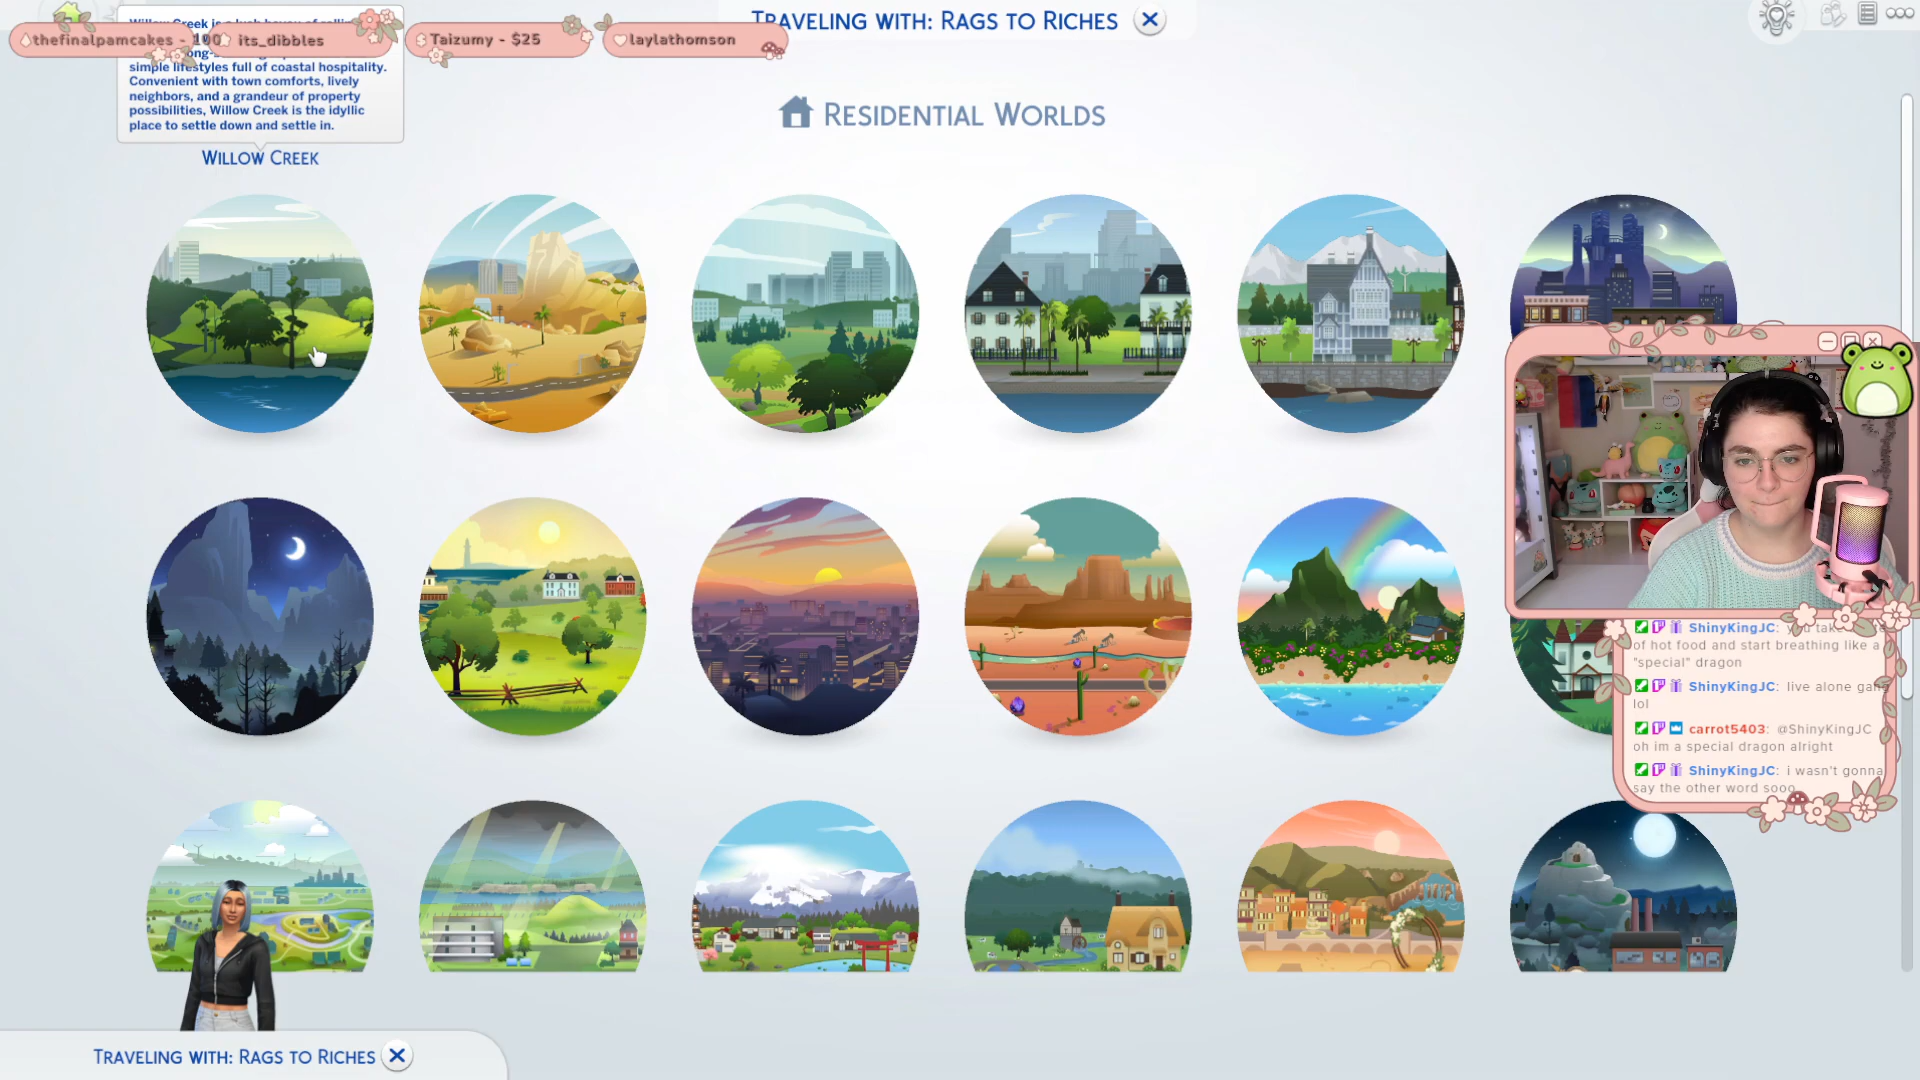 TRAVELING WITH: RAGS TO RICHES
thefinalpamcakes - 100
its_dibbles
Taizumy - $25
laylathomson
simple lifestyles full of coastal hospitality.
Convenient with town comforts, lively
neighbors, and a grandeur of property
possibilities, Willow Creek is the idyllic
place to settle down and settle in.
WILLOW CREEK
RESIDENTIAL WORLDS
ShinyKingJC: you take
of hot food and start breathing like a
"special" dragon
ShinyKingJC: live alone gang
lol
carrot5403: @ShinyKingJC
oh im a special dragon alright
ShinyKingJC: i wasn't gonna
say the other word sooo
TRAVELING WITH: RAGS TO RICHES